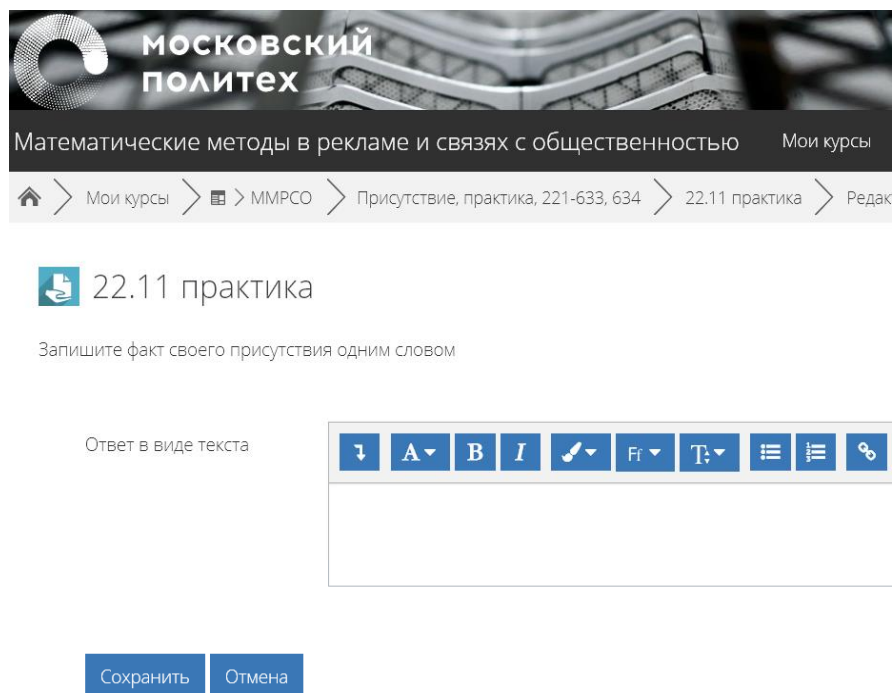 московский
политех
Математические методы в рекламе и связях с общественностью Мои курсы
Мои курсы ММРСО Присутствие, практика, 221-633, 634 22.11 практика Редак
22.11 практика
Запишите факт своего присутствия одним словом
Ответ в виде текста
A B I Ff T
Сохранить Отмена